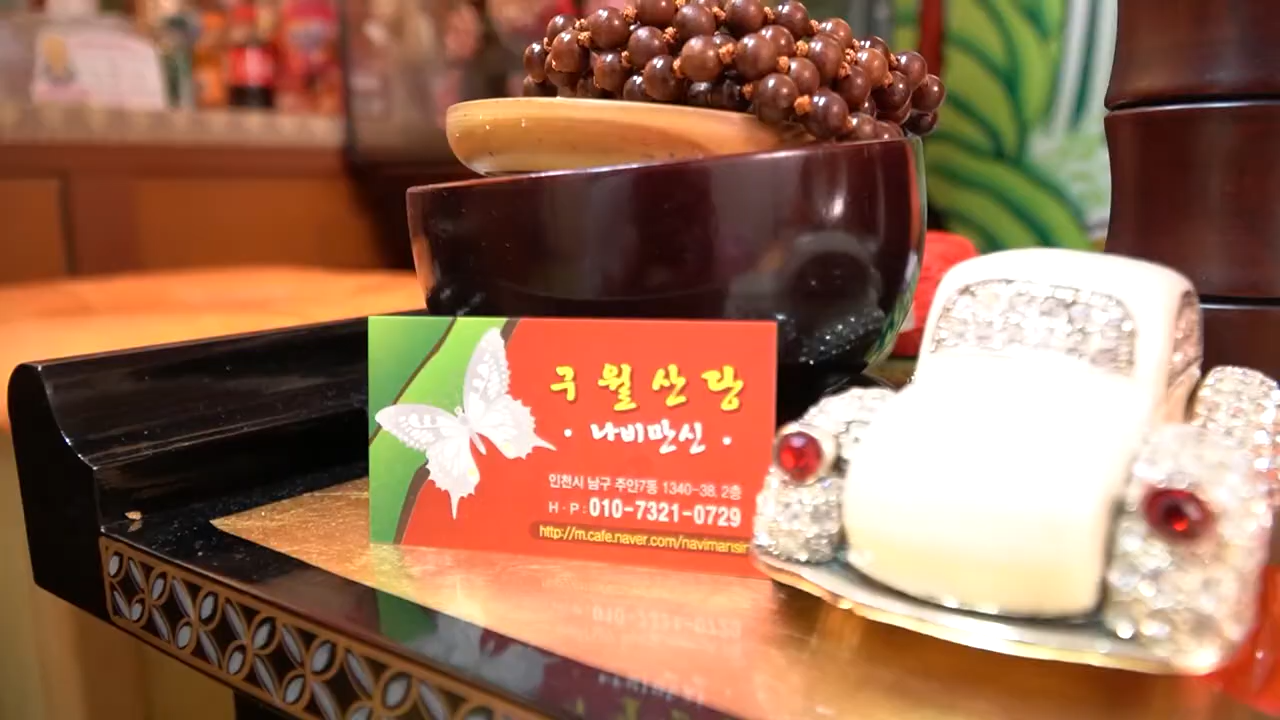 구월산당
· 나비만신 ·
인천시 남구 주안7동 1340-38. 2층
H · P : 010-7321-0729
http://m.cafe.naver.com/navimansin